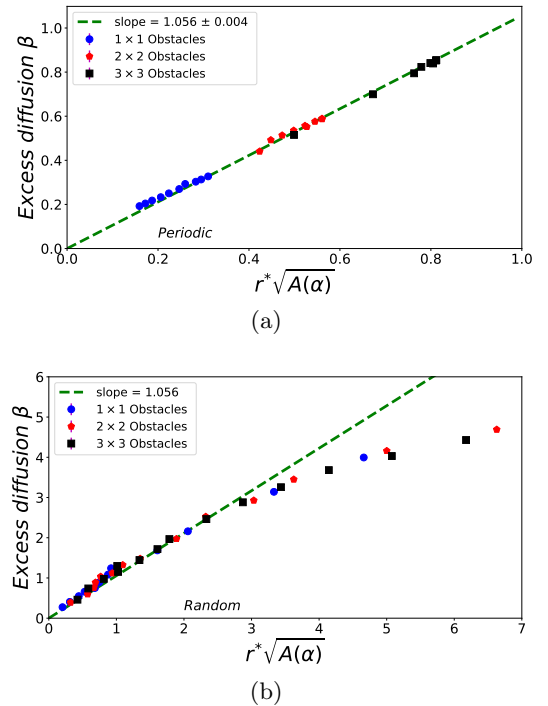 slope = 1.056 ± 0.004
1 × 1 Obstacles
2 × 2 Obstacles
3 × 3 Obstacles
Excess diffusion β
1.0
0.8
0.6
0.4
0.2
0.0
Periodic
0.0 0.2 0.4 0.6 0.8 1.0
r*√A(α)
(a)
slope = 1.056
1 × 1 Obstacles
2 × 2 Obstacles
3 × 3 Obstacles
Excess diffusion β
6
5
4
3
2
1
0
Random
0 1 2 3 4 5 6 7
r*√A(α)
(b)